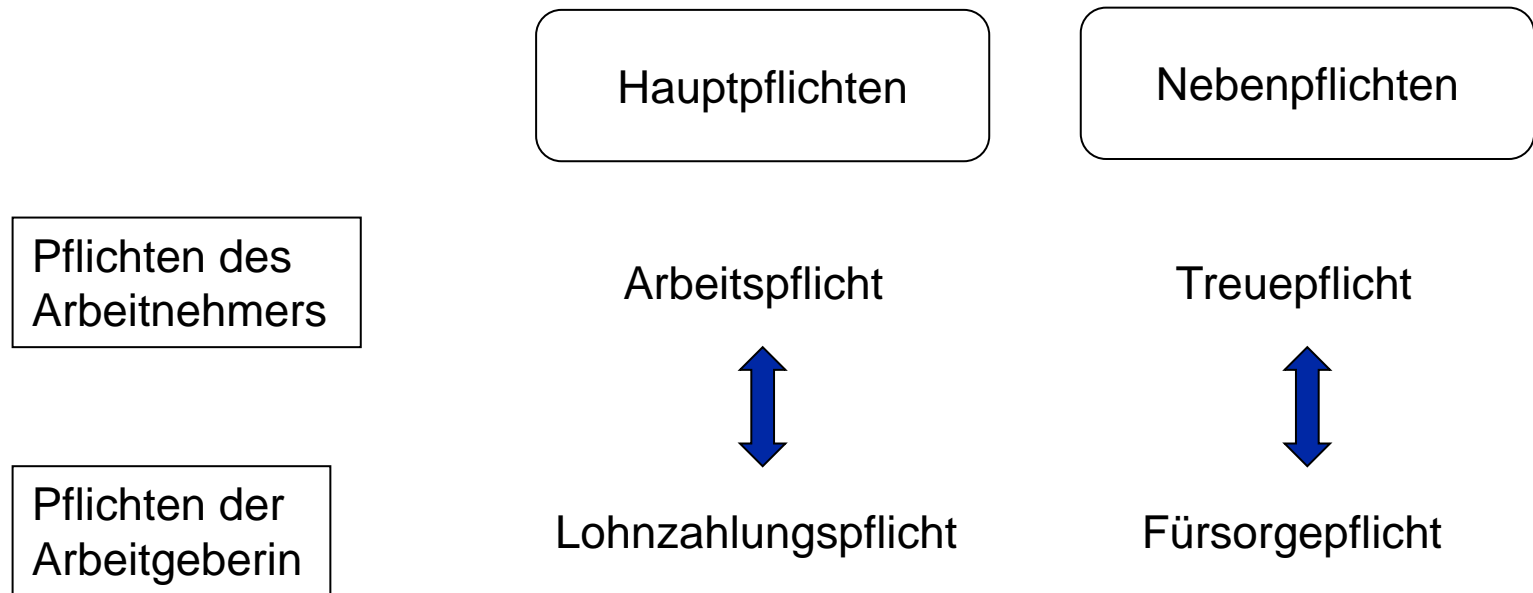 Hauptpflichten
Nebenpflichten
Pflichten des
Arbeitnehmers
Arbeitspflicht
Treuepflicht
Pflichten der
Arbeitgeberin
Lohnzahlungspflicht
Fürsorgepflicht